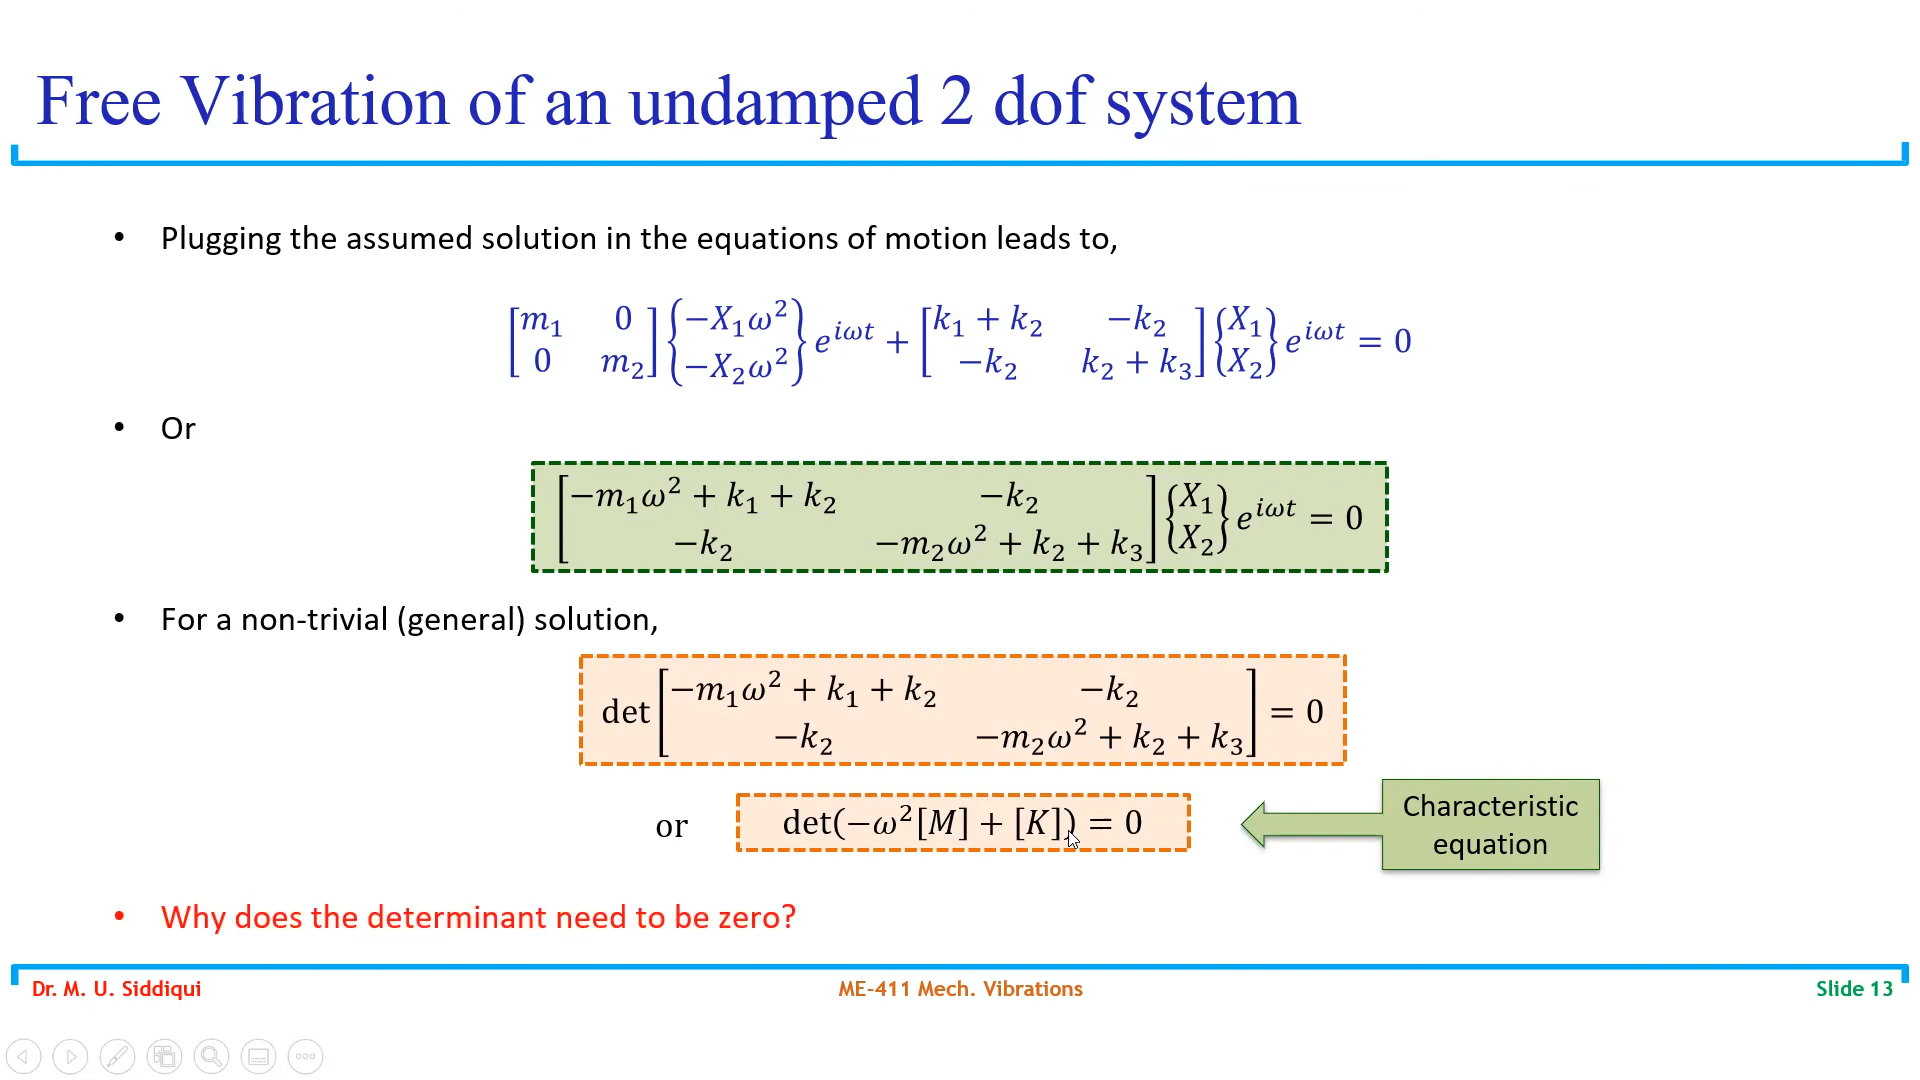 Free Vibration of an undamped 2 dof system
• Plugging the assumed solution in the equations of motion leads to,
[m₁ 0; 0 m₂] {−X₁ω²; −X₂ω²} e^{iωt} + [k₁ + k₂ −k₂; −k₂ k₂ + k₃] {X₁; X₂} e^{iωt} = 0
• Or
[−m₁ω² + k₁ + k₂ −k₂; −k₂ −m₂ω² + k₂ + k₃] {X₁; X₂} e^{iωt} = 0
• For a non-trivial (general) solution,
det [−m₁ω² + k₁ + k₂ −k₂; −k₂ −m₂ω² + k₂ + k₃] = 0
or det(−ω²[M] + [K]) = 0
Characteristic
equation
• Why does the determinant need to be zero?
Dr. M. U. Siddiqui
ME-411 Mech. Vibrations
Slide 13